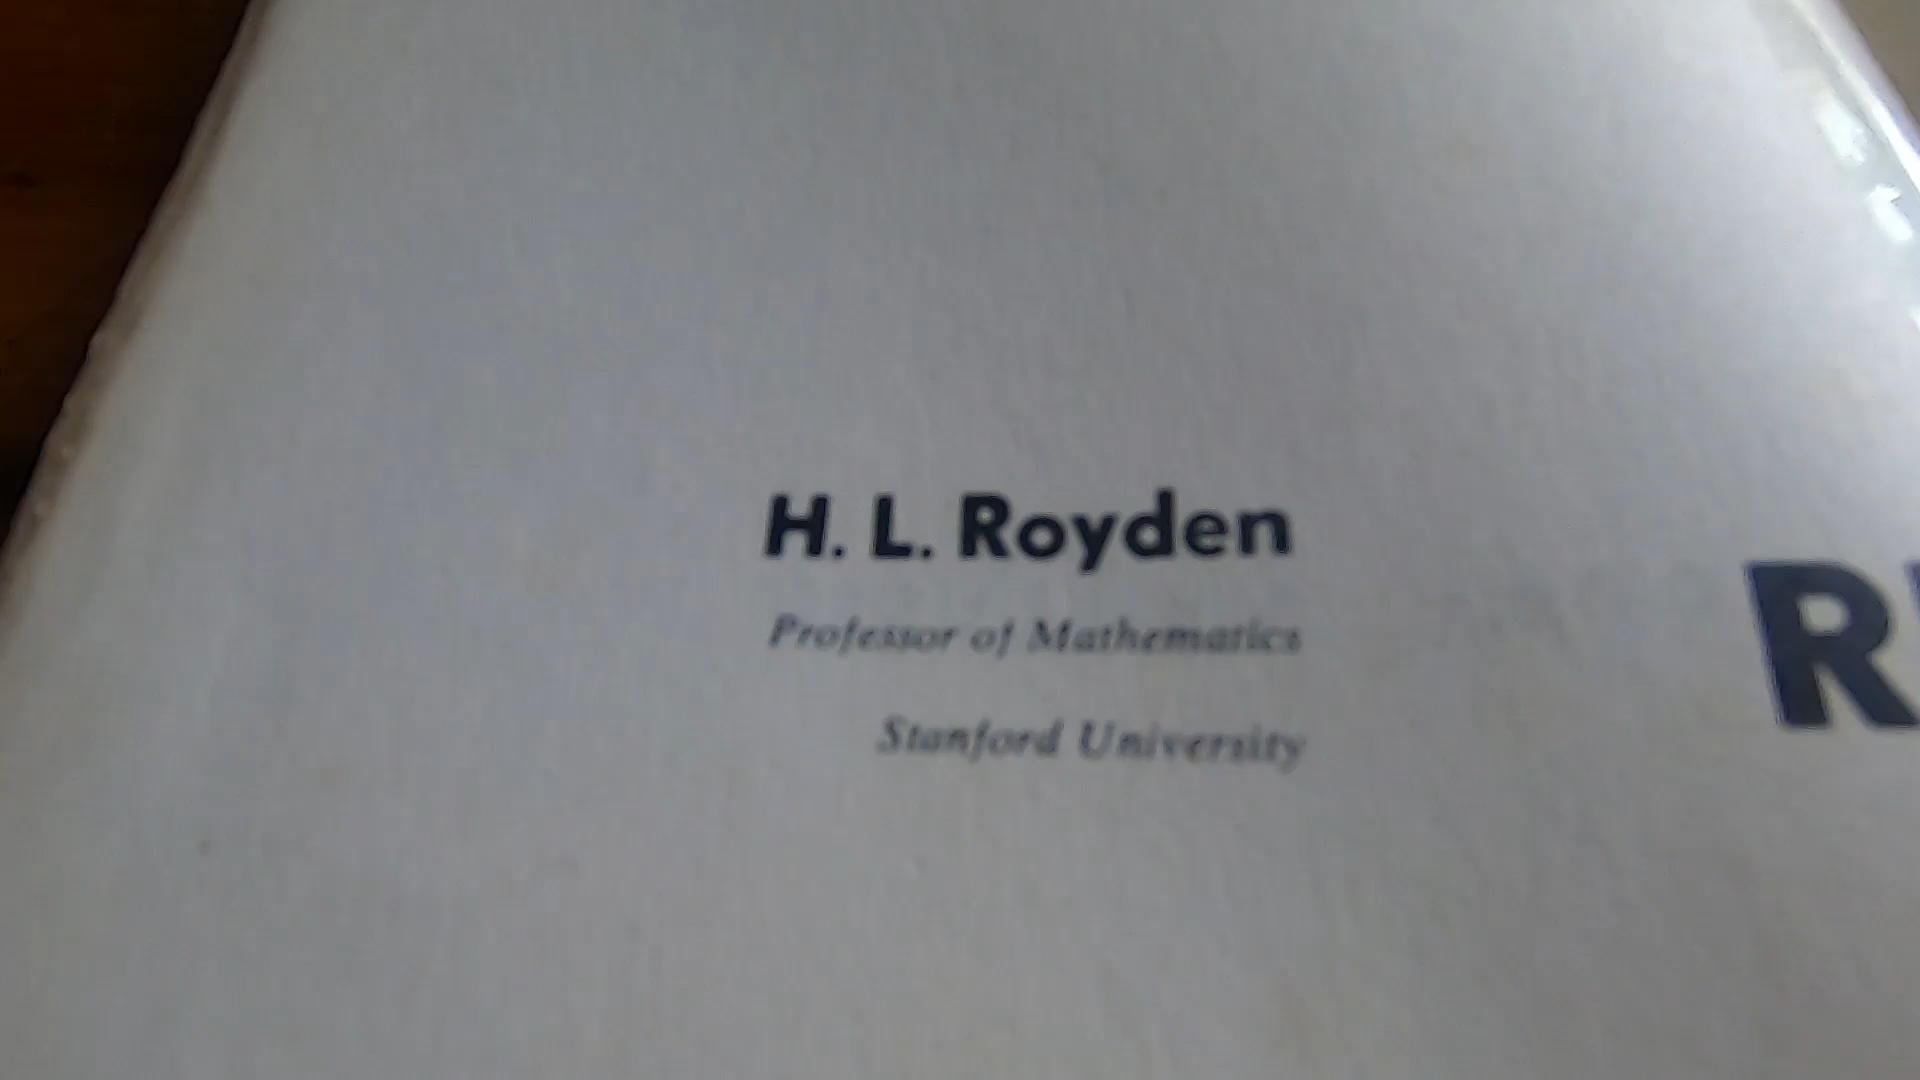 H. L. Royden
Professor of Mathematics
Stanford University
R